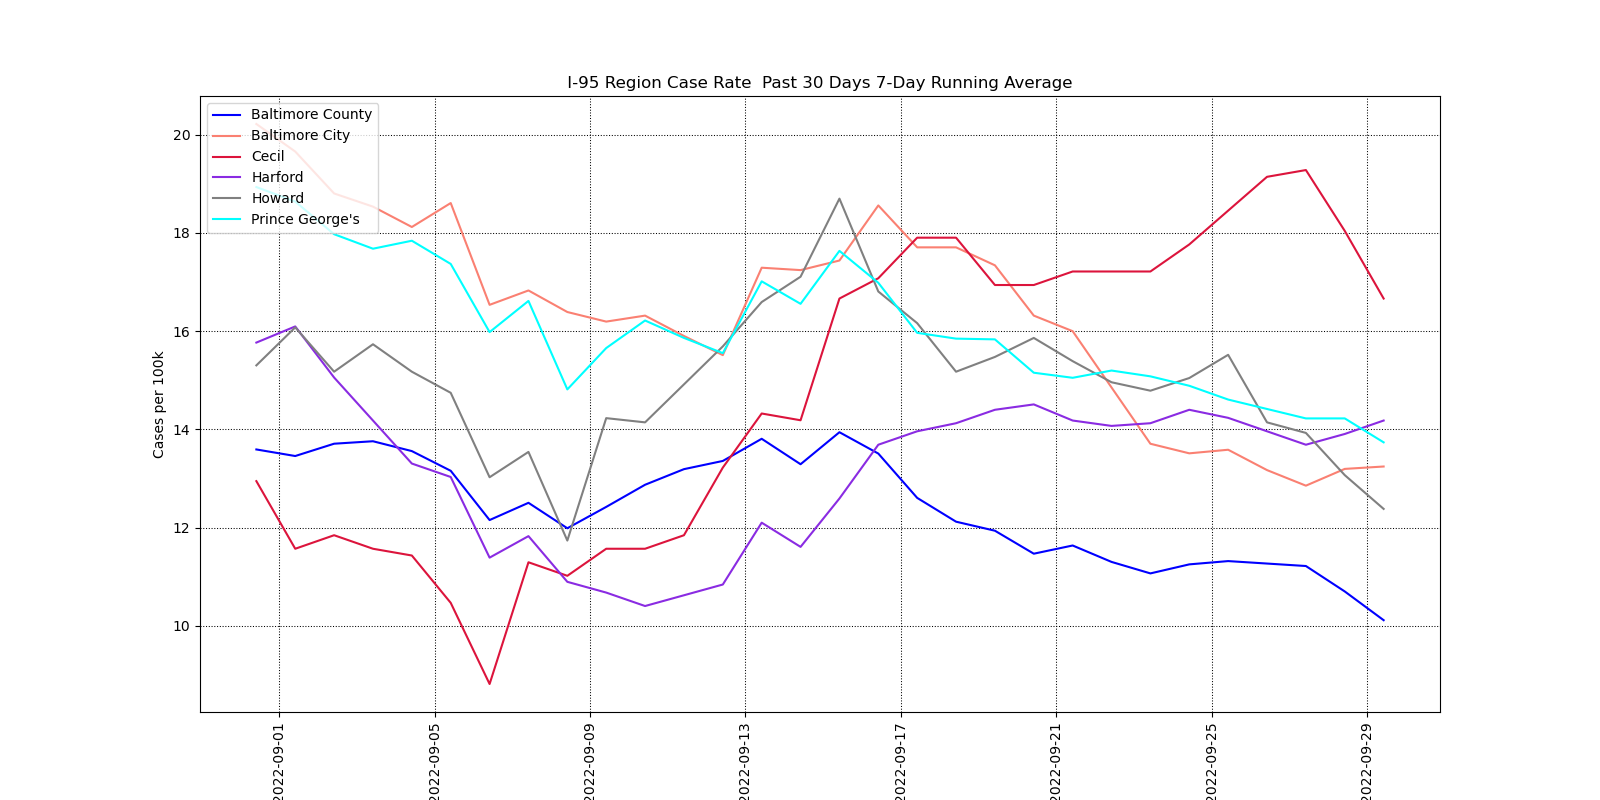 I-95 Region Case Rate  Past 30 Days 7-Day Running Average
Baltimore County
Baltimore City
Cecil
Harford
Howard
Prince George's
Cases per 100k
20
18
16
14
12
10
2022-09-01
2022-09-05
2022-09-09
2022-09-13
2022-09-17
2022-09-21
2022-09-25
2022-09-29